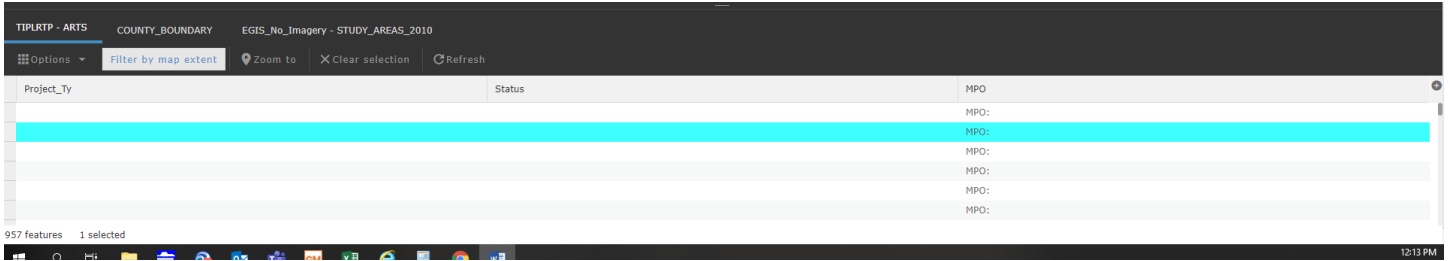 TIPLRTP - ARTS COUNTY_BOUNDARY EGIS_No_Imagery - STUDY_AREAS_2010
Options Filter by map extent Zoom to Clear selection Refresh
Project_Ty Status MPO
MPO:
MPO:
MPO:
MPO:
MPO:
MPO:
957 features 1 selected
12:13 PM